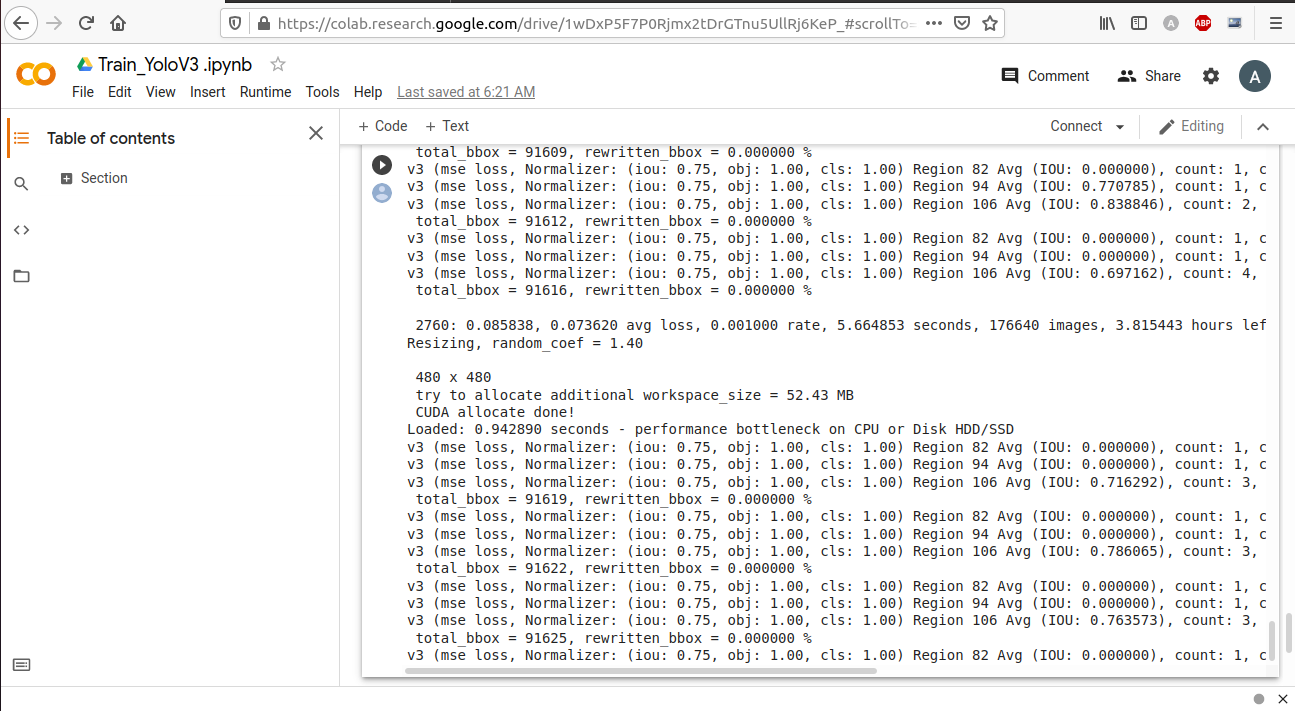 https://colab.research.google.com/drive/1wDxP5F7P0Rjmx2tDrGTnu5UllRj6KeP_#scrollTo=
ABP
Train_YoloV3 .ipynb
File Edit View Insert Runtime Tools Help Last saved at 6:21 AM
Comment Share A
Table of contents
+ Code + Text
Connect Editing
Section
total_bbox = 91609, rewritten_bbox = 0.000000 %
v3 (mse loss, Normalizer: (iou: 0.75, obj: 1.00, cls: 1.00) Region 82 Avg (IOU: 0.000000), count: 1, c
v3 (mse loss, Normalizer: (iou: 0.75, obj: 1.00, cls: 1.00) Region 94 Avg (IOU: 0.770785), count: 1, c
v3 (mse loss, Normalizer: (iou: 0.75, obj: 1.00, cls: 1.00) Region 106 Avg (IOU: 0.838846), count: 2,
total_bbox = 91612, rewritten_bbox = 0.000000 %
v3 (mse loss, Normalizer: (iou: 0.75, obj: 1.00, cls: 1.00) Region 82 Avg (IOU: 0.000000), count: 1, c
v3 (mse loss, Normalizer: (iou: 0.75, obj: 1.00, cls: 1.00) Region 94 Avg (IOU: 0.000000), count: 1, c
v3 (mse loss, Normalizer: (iou: 0.75, obj: 1.00, cls: 1.00) Region 106 Avg (IOU: 0.697162), count: 4,
total_bbox = 91616, rewritten_bbox = 0.000000 %
2760: 0.085838, 0.073620 avg loss, 0.001000 rate, 5.664853 seconds, 176640 images, 3.815443 hours lef
Resizing, random_coef = 1.40
480 x 480
try to allocate additional workspace_size = 52.43 MB
CUDA allocate done!
Loaded: 0.942890 seconds - performance bottleneck on CPU or Disk HDD/SSD
v3 (mse loss, Normalizer: (iou: 0.75, obj: 1.00, cls: 1.00) Region 82 Avg (IOU: 0.000000), count: 1, c
v3 (mse loss, Normalizer: (iou: 0.75, obj: 1.00, cls: 1.00) Region 94 Avg (IOU: 0.000000), count: 1, c
v3 (mse loss, Normalizer: (iou: 0.75, obj: 1.00, cls: 1.00) Region 106 Avg (IOU: 0.716292), count: 3,
total_bbox = 91619, rewritten_bbox = 0.000000 %
v3 (mse loss, Normalizer: (iou: 0.75, obj: 1.00, cls: 1.00) Region 82 Avg (IOU: 0.000000), count: 1, c
v3 (mse loss, Normalizer: (iou: 0.75, obj: 1.00, cls: 1.00) Region 94 Avg (IOU: 0.000000), count: 1, c
v3 (mse loss, Normalizer: (iou: 0.75, obj: 1.00, cls: 1.00) Region 106 Avg (IOU: 0.786065), count: 3,
total_bbox = 91622, rewritten_bbox = 0.000000 %
v3 (mse loss, Normalizer: (iou: 0.75, obj: 1.00, cls: 1.00) Region 82 Avg (IOU: 0.000000), count: 1, c
v3 (mse loss, Normalizer: (iou: 0.75, obj: 1.00, cls: 1.00) Region 94 Avg (IOU: 0.000000), count: 1, c
v3 (mse loss, Normalizer: (iou: 0.75, obj: 1.00, cls: 1.00) Region 106 Avg (IOU: 0.763573), count: 3,
total_bbox = 91625, rewritten_bbox = 0.000000 %
v3 (mse loss, Normalizer: (iou: 0.75, obj: 1.00, cls: 1.00) Region 82 Avg (IOU: 0.000000), count: 1, c